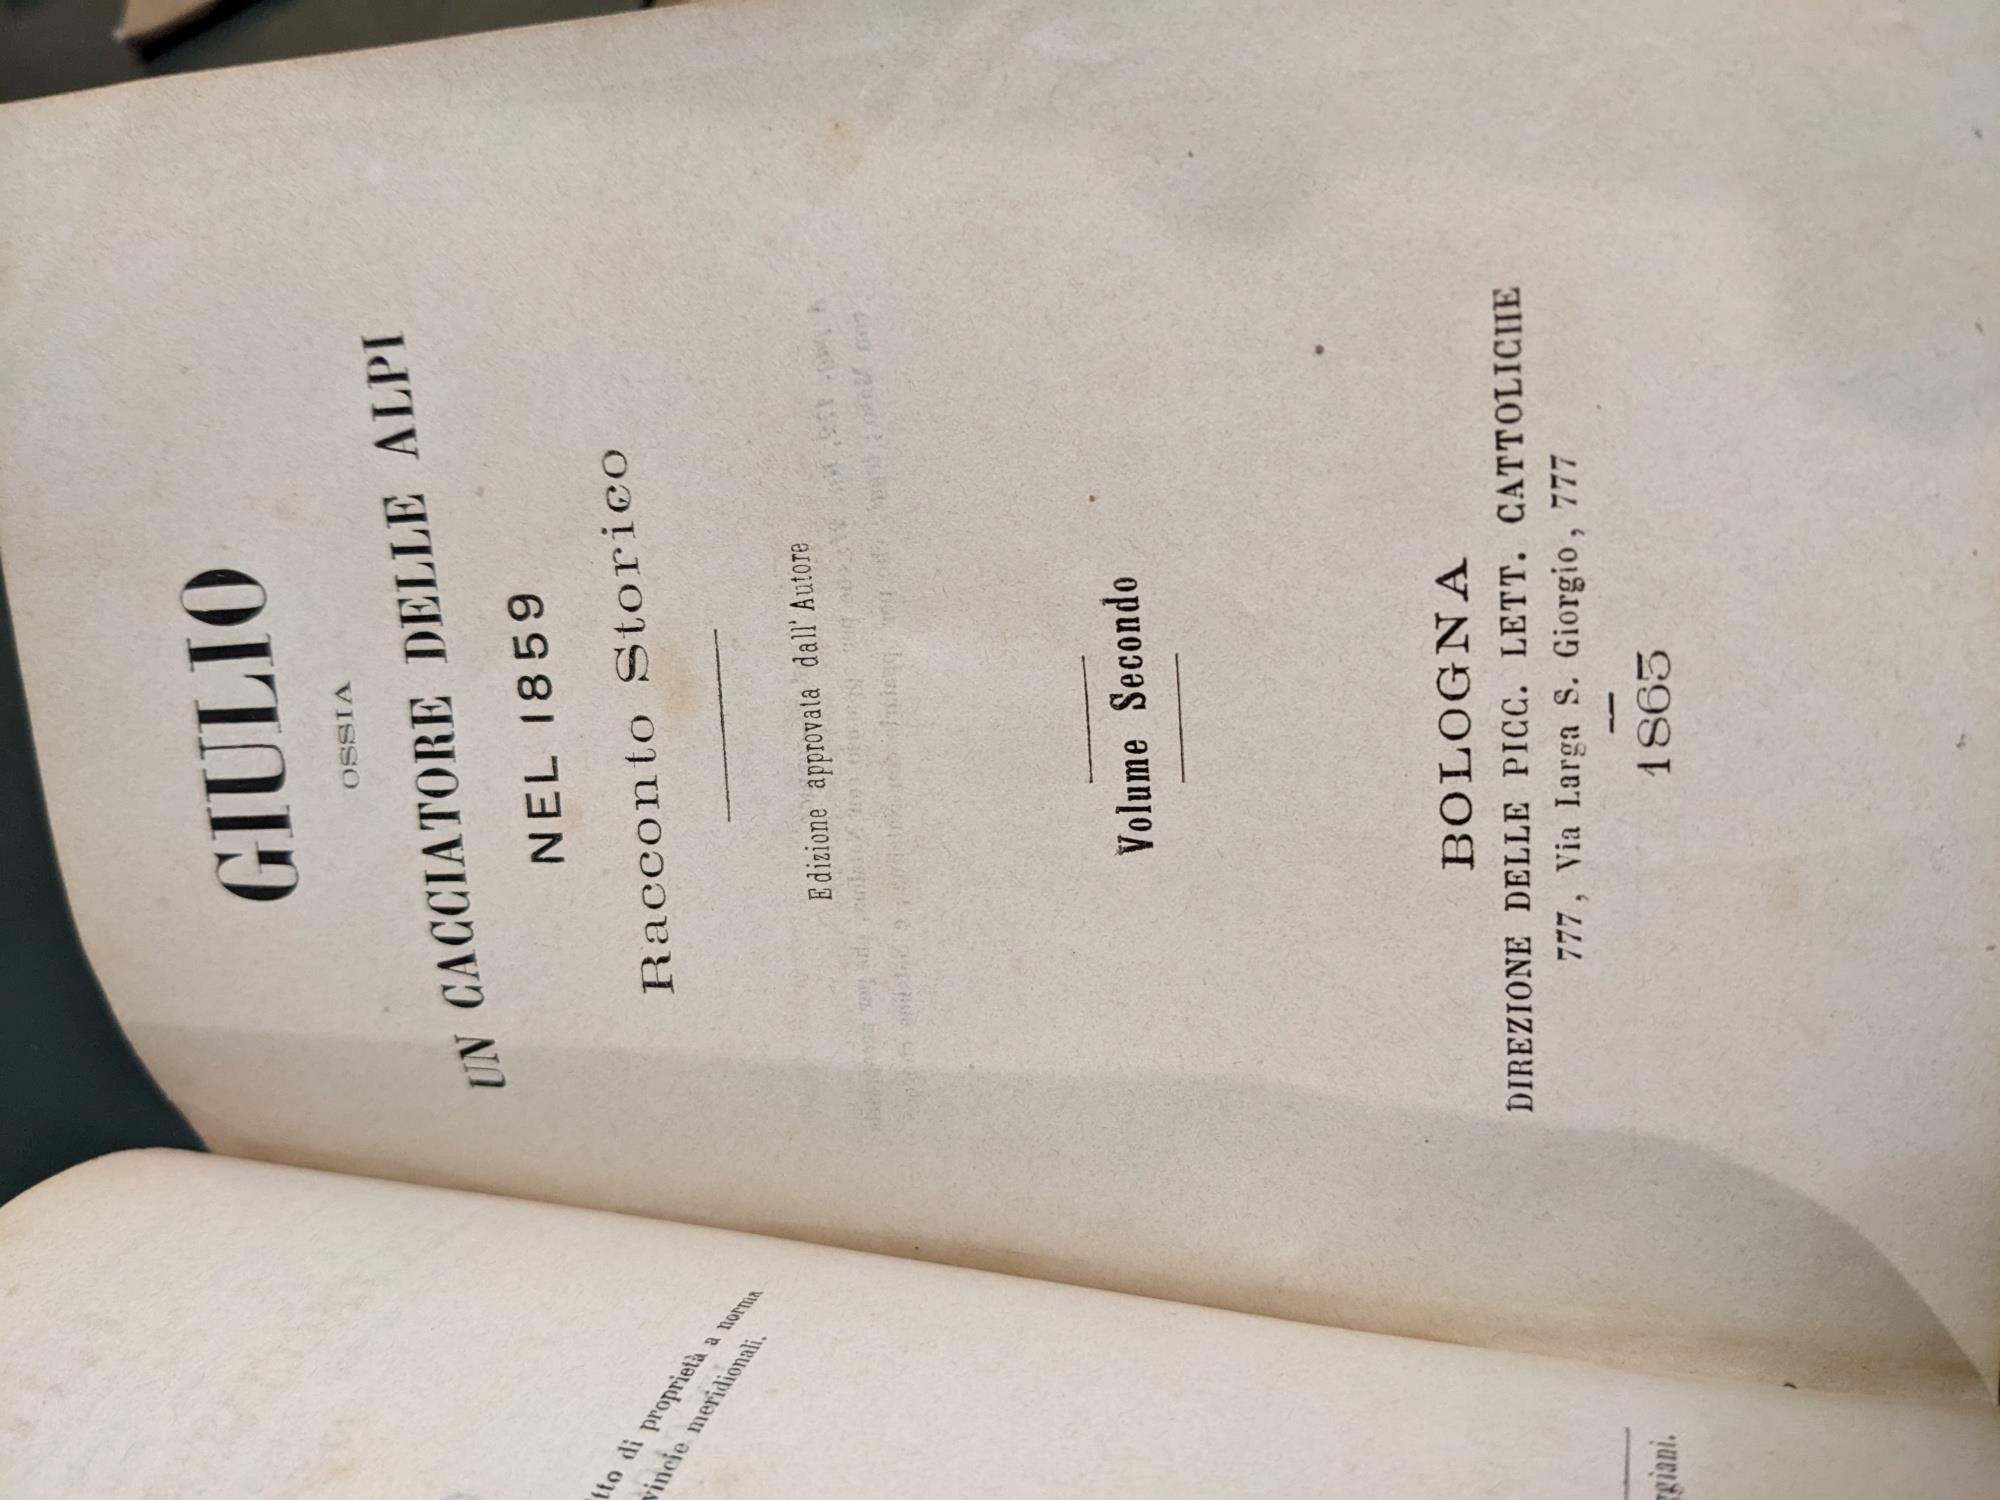 GIULIO
OSSIA
UN CACCIATORE DELLE ALPI
NEL 1859
Racconto Storico
Edizione approvata dall' Autore
Volume Secondo
BOLOGNA
DIREZIONE DELLE PICC. LETT. CATTOLICHE
777, Via Larga S. Giorgio, 777
1865
di proprietà a norma
meridionali.